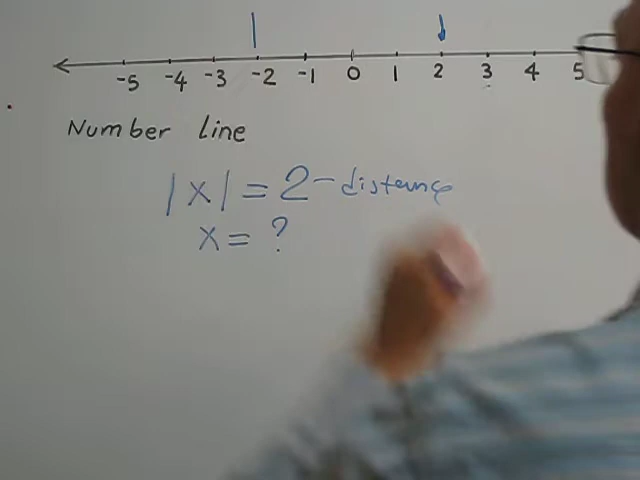 -5 -4 -3 -2 -1 0 1 2 3 4 5
Number line
|x| = 2 - distance
x = ?